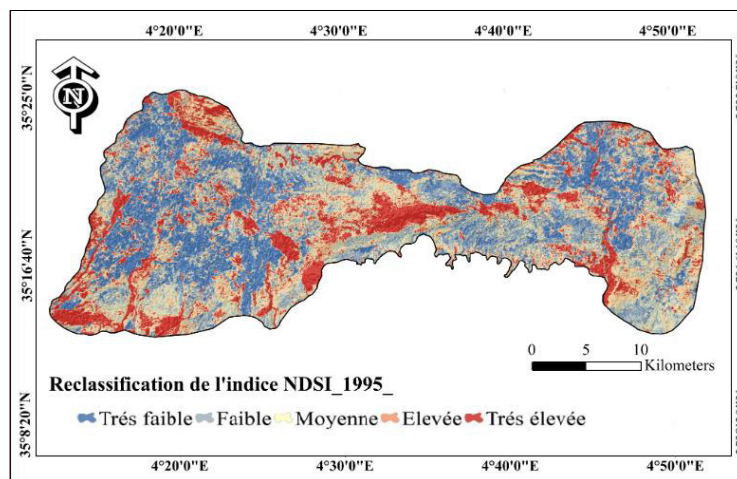 4°20'0"E 4°30'0"E 4°40'0"E 4°50'0"E
35°25'0"N
N
35°16'40"N
0 5 10
Kilometers
Reclassification de l'indice NDSI_1995_
Trés faible Faible Moyenne Elevée Trés élevée
35°8'20"N
4°20'0"E 4°30'0"E 4°40'0"E 4°50'0"E